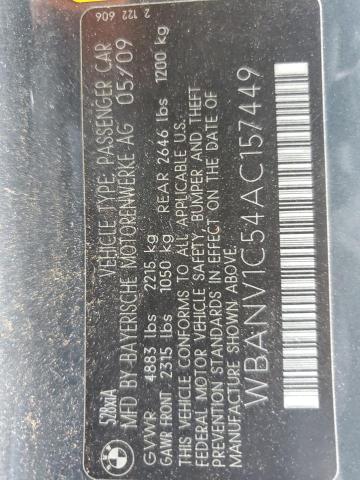 2 122 606
528xiA
VEHICLE TYPE, PASSENGER CAR
MFD BY-BAYERISCHE MOTORENWERKE AG 05/09
GVWR 4883 lbs 2215 kg
GAWR FRONT 2315 lbs 1050 kg REAR 2646 lbs 1200 kg
THIS VEHICLE CONFORMS TO ALL APPLICABLE U.S.
FEDERAL MOTOR VEHICLE SAFETY, BUMPER AND THEFT
PREVENTION STANDARDS IN EFFECT ON THE DATE OF
MANUFACTURE SHOWN ABOVE.
WBANV1C54AC157449
BMW